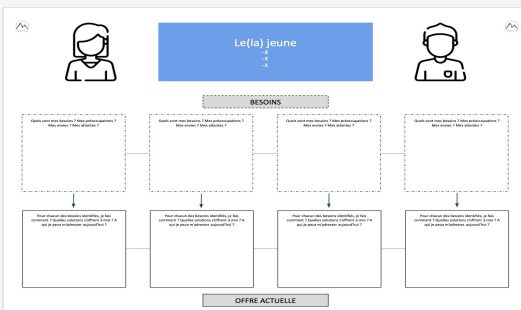 Le(la) jeune
-X
-X
-X
BESOINS
Quels sont mes besoins ? Mes préoccupations ?
Mes envies ? Mes attentes ?
Quels sont mes besoins ? Mes préoccupations ?
Mes envies ? Mes attentes ?
Quels sont mes besoins ? Mes préoccupations ?
Mes envies ? Mes attentes ?
Quels sont mes besoins ? Mes préoccupations ?
Mes envies ? Mes attentes ?
Pour chacun des besoins identifiés, je fais
comment ? Quelles solutions s'offrent à moi ? A
qui je peux m'adresser aujourd'hui ?
Pour chacun des besoins identifiés, je fais
comment ? Quelles solutions s'offrent à moi ? A
qui je peux m'adresser aujourd'hui ?
Pour chacun des besoins identifiés, je fais
comment ? Quelles solutions s'offrent à moi ? A
qui je peux m'adresser aujourd'hui ?
Pour chacun des besoins identifiés, je fais
comment ? Quelles solutions s'offrent à moi ? A
qui je peux m'adresser aujourd'hui ?
OFFRE ACTUELLE